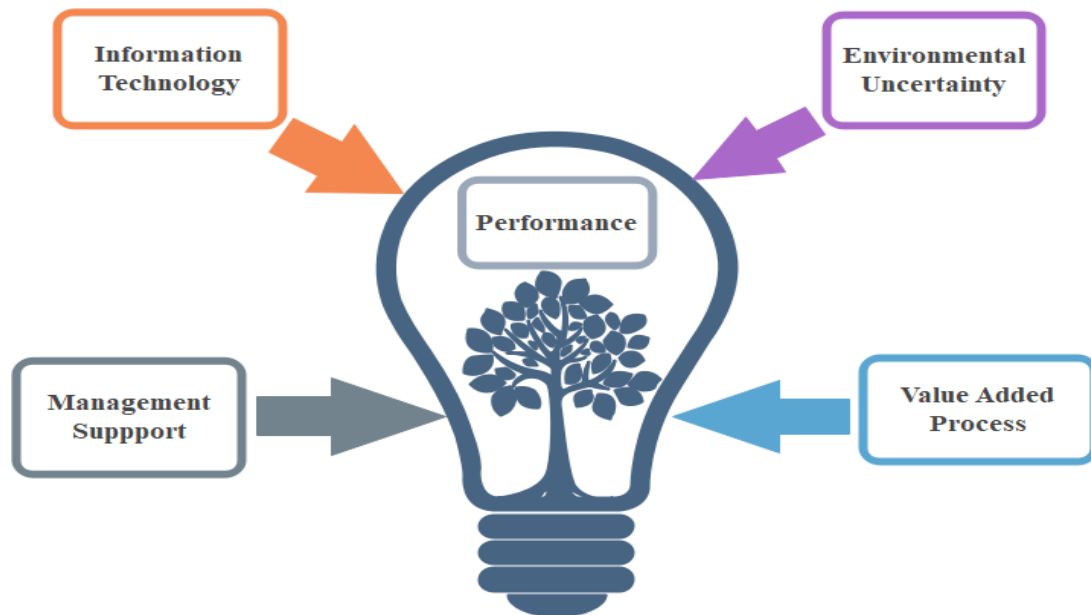 Information
Technology
Environmental
Uncertainty
Performance
Management
Suppport
Value Added
Process